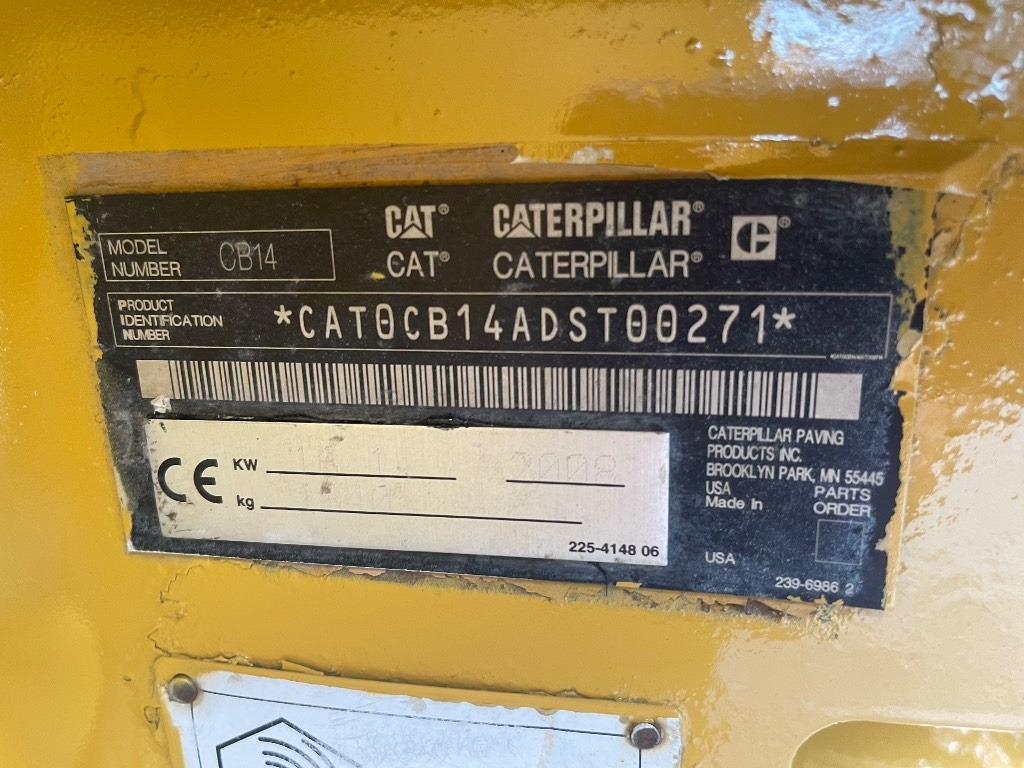 CAT® CATERPILLAR® ®
MODEL
NUMBER CB14
CAT® CATERPILLAR®
PRODUCT
IDENTIFICATION
NUMBER
*CAT0CB14ADST00271*
CATERPILLAR PAVING
PRODUCTS INC.
BROOKLYN PARK, MN 55445
USA
PARTS
Made In
ORDER
USA
239-6986 2
CE
KW 2008
kg
225-4148 06